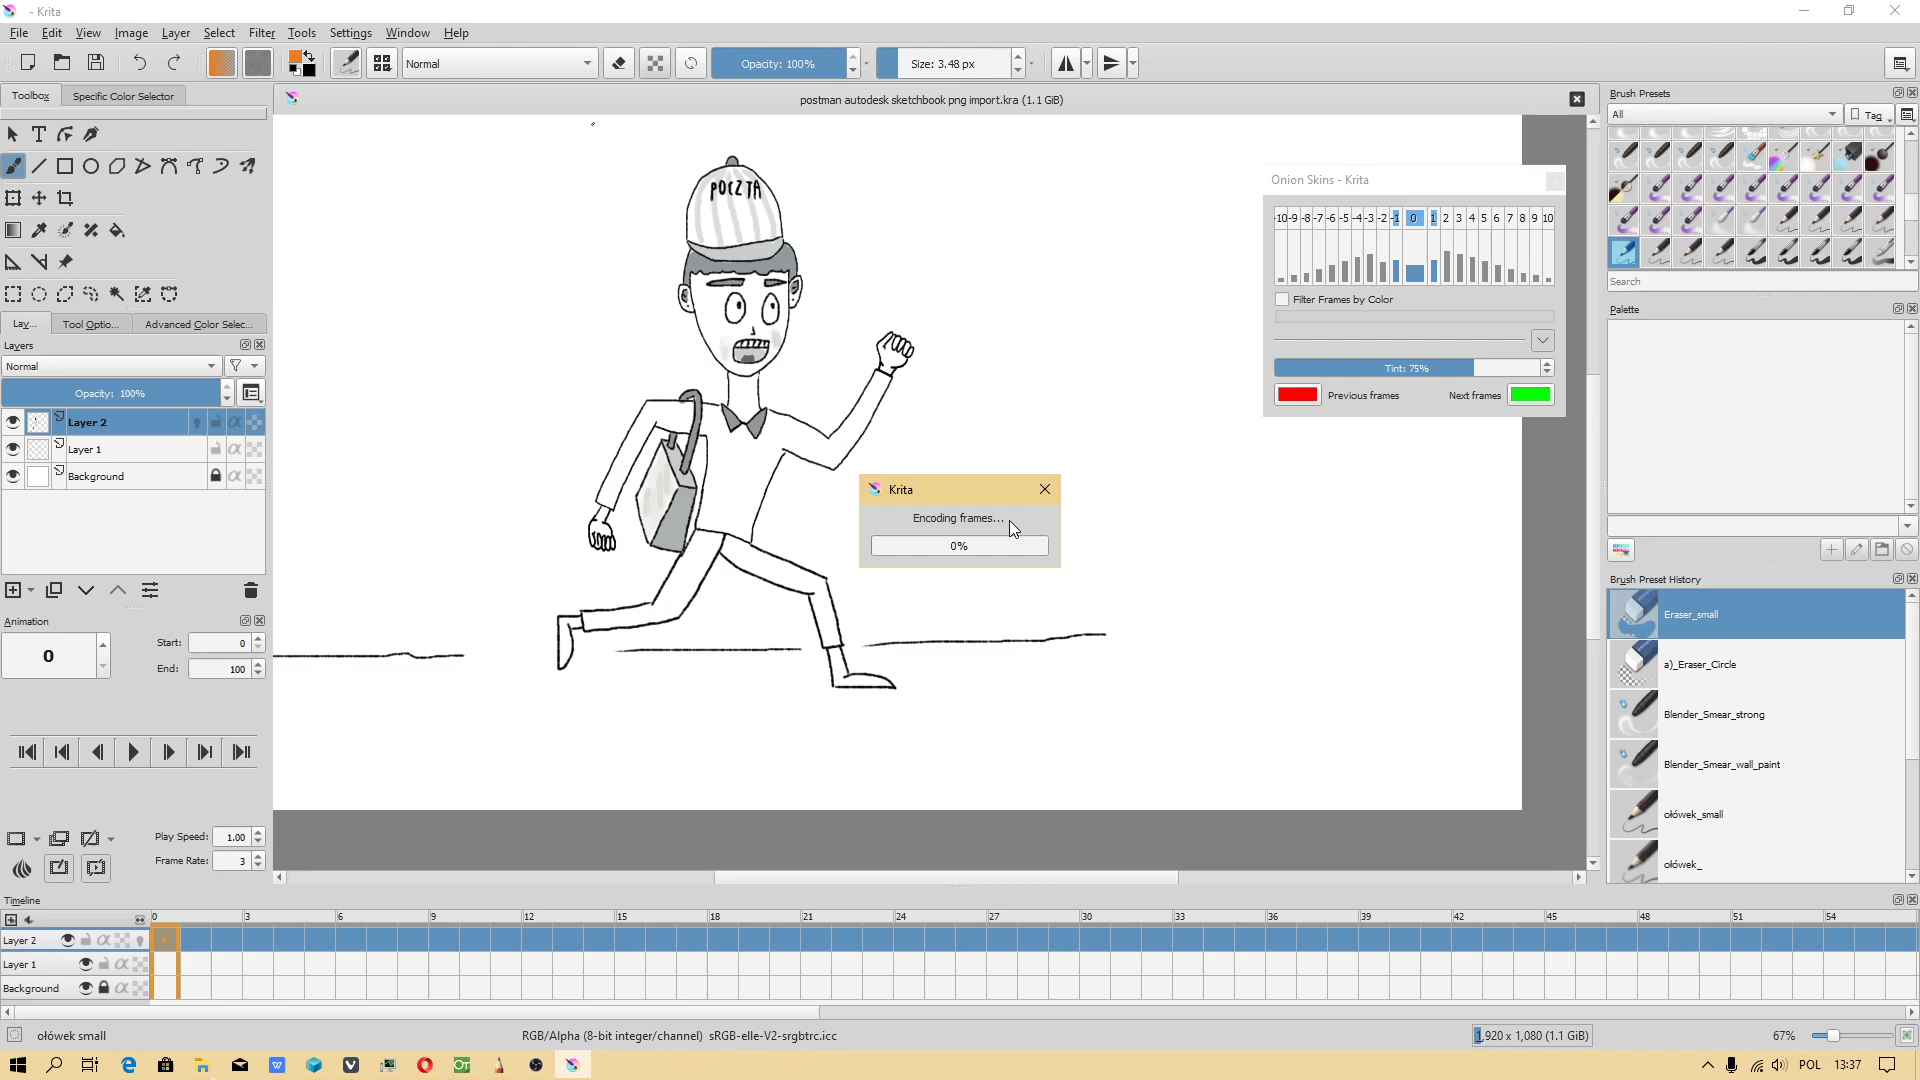 - Krita
File Edit View Image Layer Select Filter Tools Settings Window Help
Normal
Opacity: 100%
Size: 3.48 px
Toolbox Specific Color Selector
postman autodesk sketchbook png import.kra (1.1 GiB)
Brush Presets
All
Tag
Search
POCZTA
Onion Skins - Krita
-10 -9 -8 -7 -6 -5 -4 -3 -2 -1 0 1 2 3 4 5 6 7 8 9 10
Filter Frames by Color
Tint: 75%
Previous frames
Next frames
Palette
Lay... Tool Optio... Advanced Color Selec...
Layers
Normal
Opacity: 100%
Layer 2
Layer 1
Background
Krita
Encoding frames...
0%
Brush Preset History
Eraser_small
a)_Eraser_Circle
Blender_Smear_strong
Blender_Smear_wall_paint
ołówek_small
ołówek_
Animation
0
Start: 0
End: 100
Play Speed: 1.00
Frame Rate: 3
Timeline
0 3 6 9 12 15 18 21 24 27 30 33 36 39 42 45 48 51 54
Layer 2
Layer 1
Background
ołówek small
RGB/Alpha (8-bit integer/channel) sRGB-elle-V2-srgbtrc.icc
1,920 x 1,080 (1.1 GiB)
67%
POL 13:37